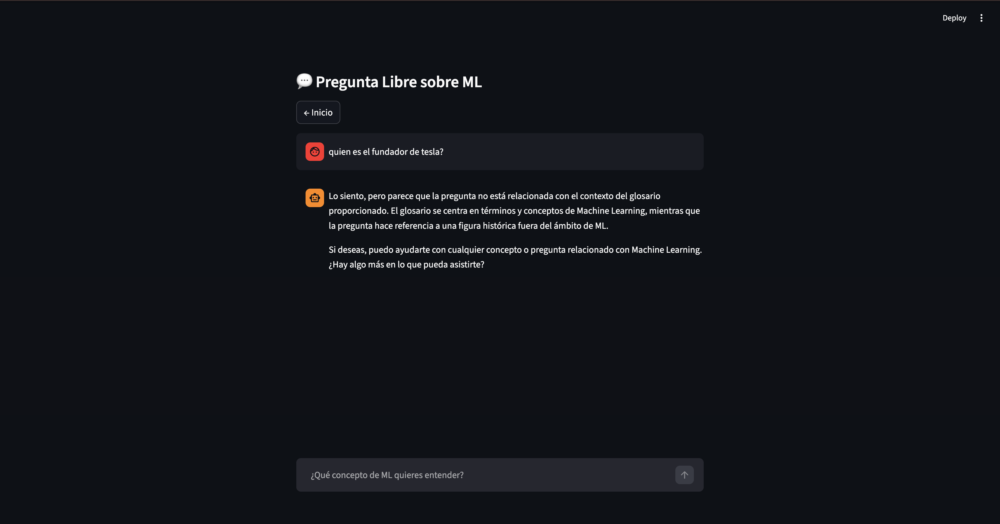 Deploy
💬 Pregunta Libre sobre ML
← Inicio
quien es el fundador de tesla?
Lo siento, pero parece que la pregunta no está relacionada con el contexto del glosario
proporcionado. El glosario se centra en términos y conceptos de Machine Learning, mientras que
la pregunta hace referencia a una figura histórica fuera del ámbito de ML.
Si deseas, puedo ayudarte con cualquier concepto o pregunta relacionado con Machine Learning.
¿Hay algo más en lo que pueda asistirte?
¿Qué concepto de ML quieres entender?